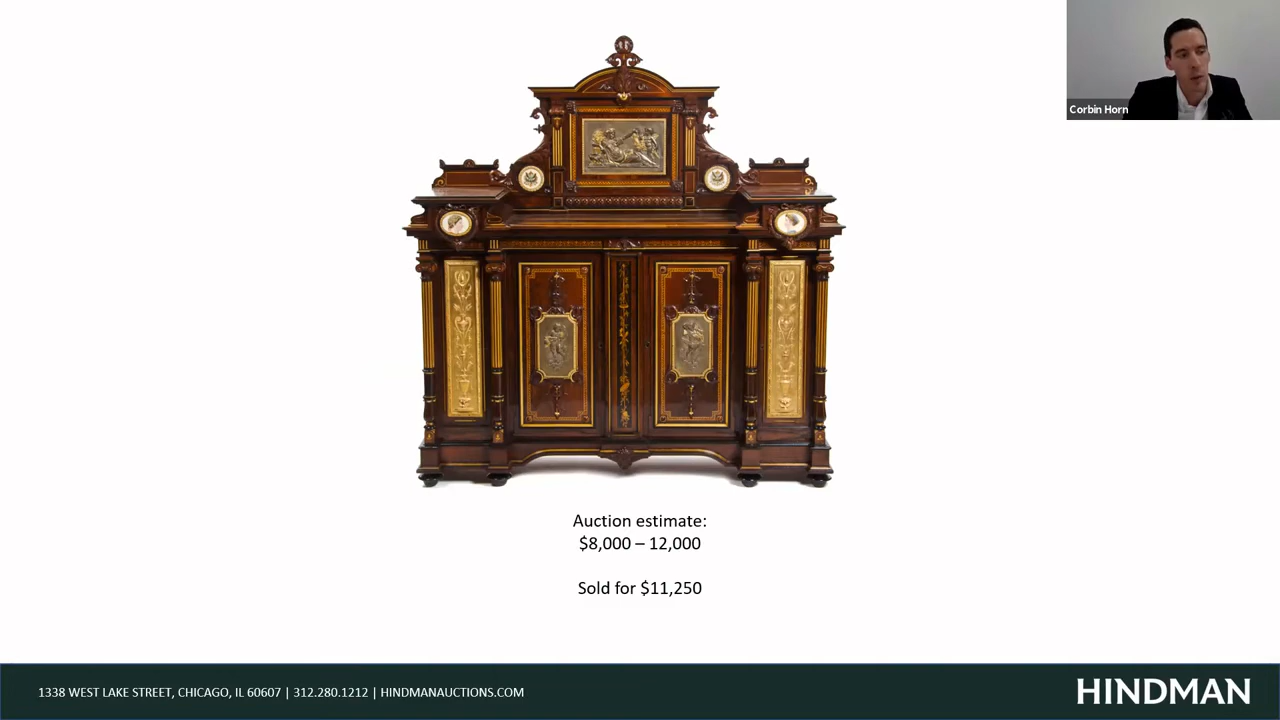 Corbin Horn
Auction estimate:
$8,000 – 12,000
Sold for $11,250
1338 WEST LAKE STREET, CHICAGO, IL 60607 | 312.280.1212 | HINDMANAUCTIONS.COM
HINDMAN